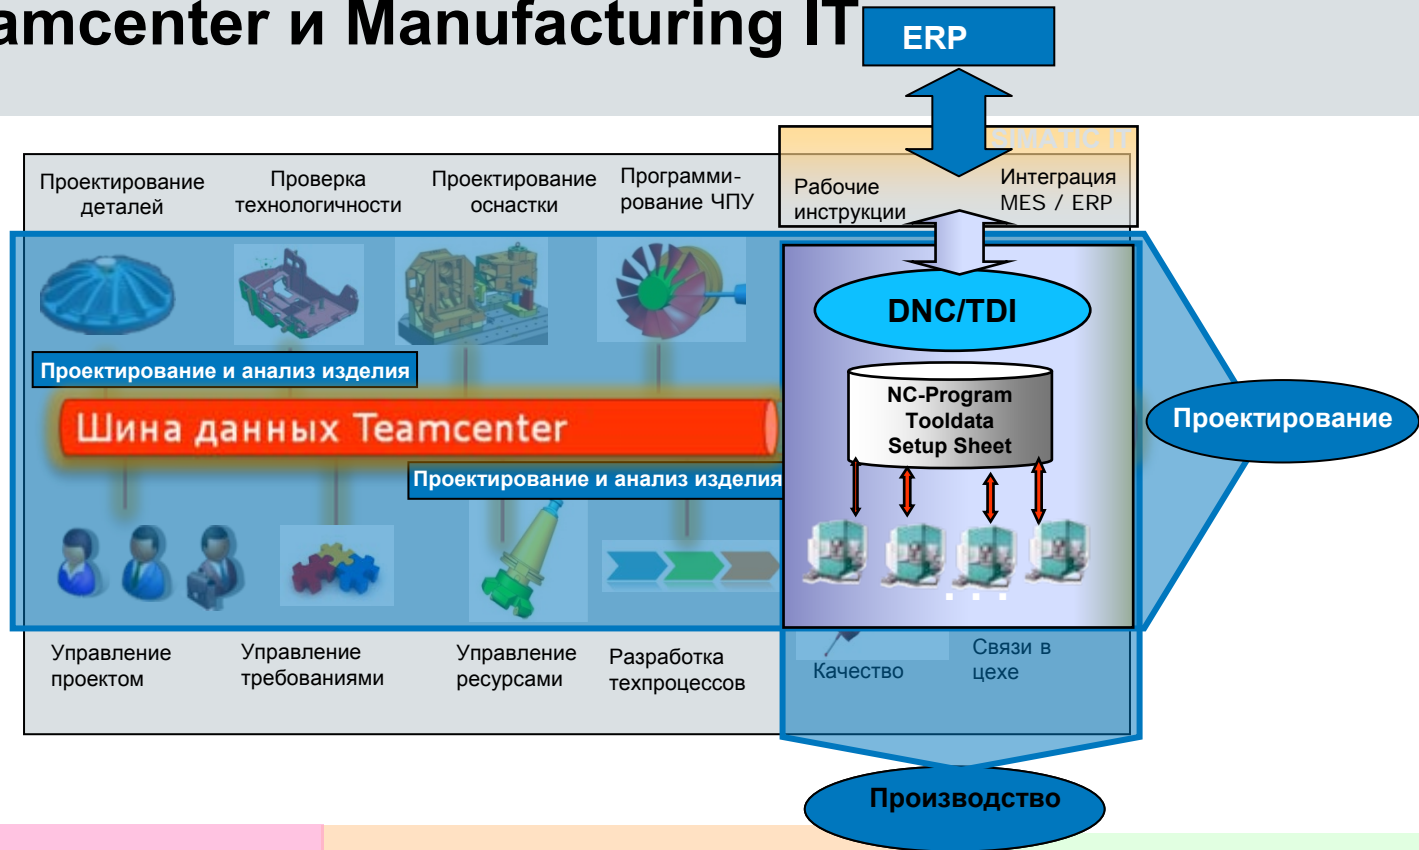 amcenter и Manufacturing IT
ERP
SIMATIC IT
Проектирование
деталей
Проверка
технологичности
Проектирование
оснастки
Программи-
рование ЧПУ
Рабочие
инструкции
Интеграция
MES / ERP
DNC/TDI
Проектирование и анализ изделия
NC-Program
Tooldata
Setup Sheet
Шина данных Teamcenter
Проектирование
Проектирование и анализ изделия
. . .
Управление
проектом
Управление
требованиями
Управление
ресурсами
Разработка
техпроцессов
Качество
Связи в
цехе
Производство